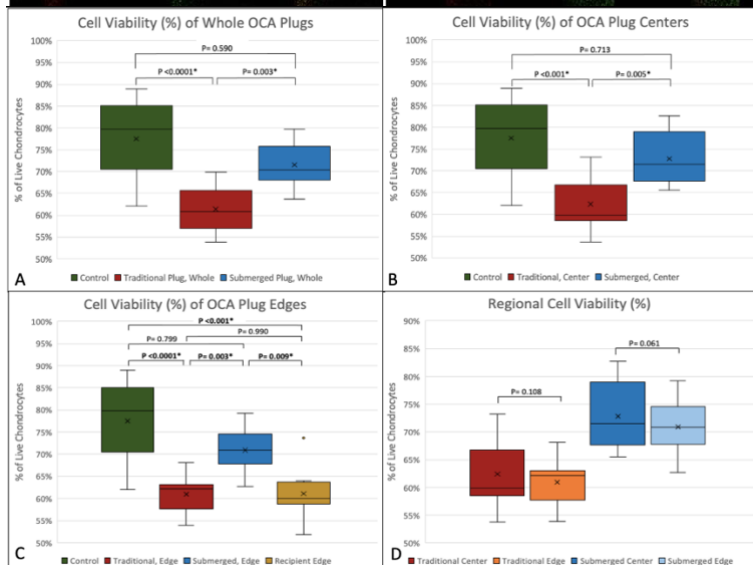 Cell Viability (%) of Whole OCA Plugs
P= 0.590
P <0.0001*
P= 0.003*
100%
95%
90%
85%
80%
75%
70%
65%
60%
55%
50%
% of Live Chondrocytes
A
Control
Traditional Plug, Whole
Submerged Plug, Whole
Cell Viability (%) of OCA Plug Centers
P= 0.713
P <0.001*
P= 0.005*
100%
95%
90%
85%
80%
75%
70%
65%
60%
55%
50%
% of Live Chondrocytes
B
Control
Traditional, Center
Submerged, Center
Cell Viability (%) of OCA Plug Edges
P <0.001*
P= 0.990
P= 0.799
P <0.0001*
P= 0.003*
P= 0.009*
100%
95%
90%
85%
80%
75%
70%
65%
60%
55%
50%
% of Live Chondrocytes
C
Control
Traditional, Edge
Submerged, Edge
Recipient Edge
Regional Cell Viability (%)
P= 0.061
P= 0.108
90%
85%
80%
75%
70%
65%
60%
55%
50%
% of Live Chondrocytes
D
Traditional Center
Traditional Edge
Submerged Center
Submerged Edge